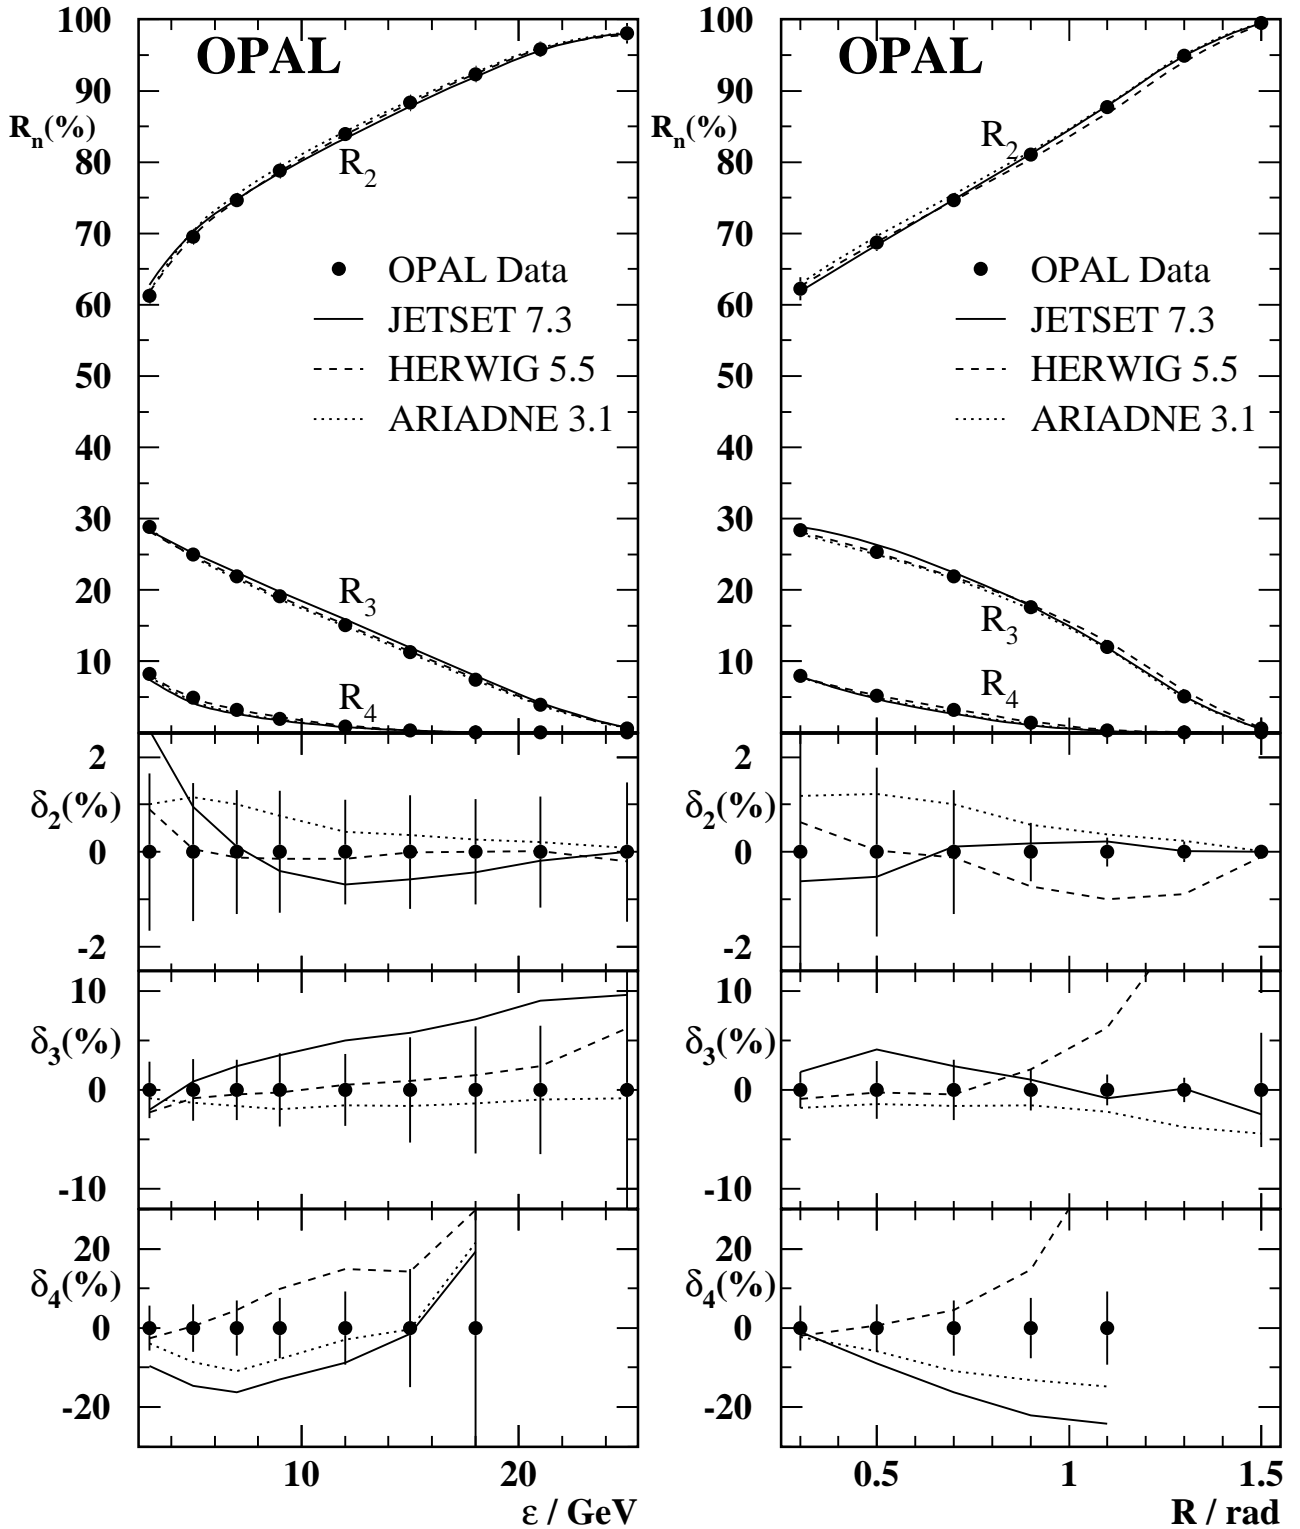 OPAL
100
90
R_n(%)
80
R_2
70
OPAL Data
60
JETSET 7.3
HERWIG 5.5
50
ARIADNE 3.1
40
30
20
R_3
10
R_4
2
δ_2(%)
0
-2
10
δ_3(%)
0
-10
20
δ_4(%)
0
-20
10 20
ε / GeV
OPAL
100
90
R_n(%)
R_2
80
70
OPAL Data
60
JETSET 7.3
HERWIG 5.5
50
ARIADNE 3.1
40
30
20
R_3
10
R_4
2
δ_2(%)
0
-2
10
δ_3(%)
0
-10
20
δ_4(%)
0
-20
0.5 1 1.5
R / rad